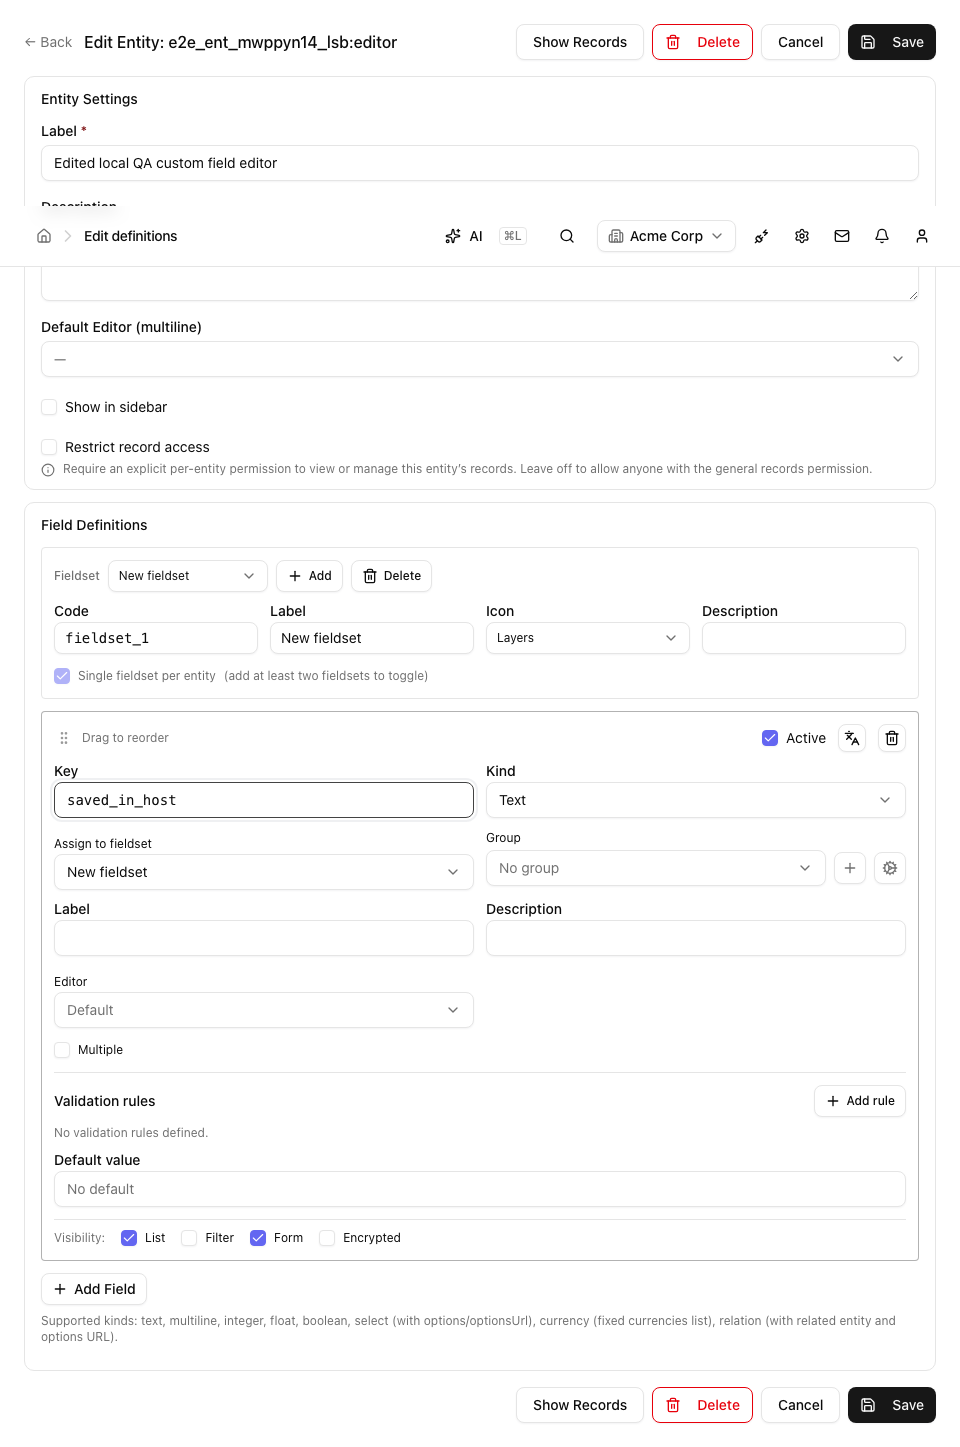 Back Edit Entity: e2e_ent_mwppyn14_lsb:editor Show Records Delete Cancel Save
Entity Settings
Label *
Edited local QA custom field editor
Edit definitions AI ⌘L Acme Corp
Default Editor (multiline)
—
Show in sidebar
Restrict record access
Require an explicit per-entity permission to view or manage this entity's records. Leave off to allow anyone with the general records permission.
Field Definitions
Fieldset New fieldset Add Delete
Code Label Icon Description
fieldset_1 New fieldset Layers
Single fieldset per entity (add at least two fieldsets to toggle)
Drag to reorder Active
Key Kind
saved_in_host Text
Assign to fieldset Group
New fieldset No group
Label Description
Editor
Default
Multiple
Validation rules Add rule
No validation rules defined.
Default value
No default
Visibility: List Filter Form Encrypted
Add Field
Supported kinds: text, multiline, integer, float, boolean, select (with options/optionsUrl), currency (fixed currencies list), relation (with related entity and
options URL).
Show Records Delete Cancel Save